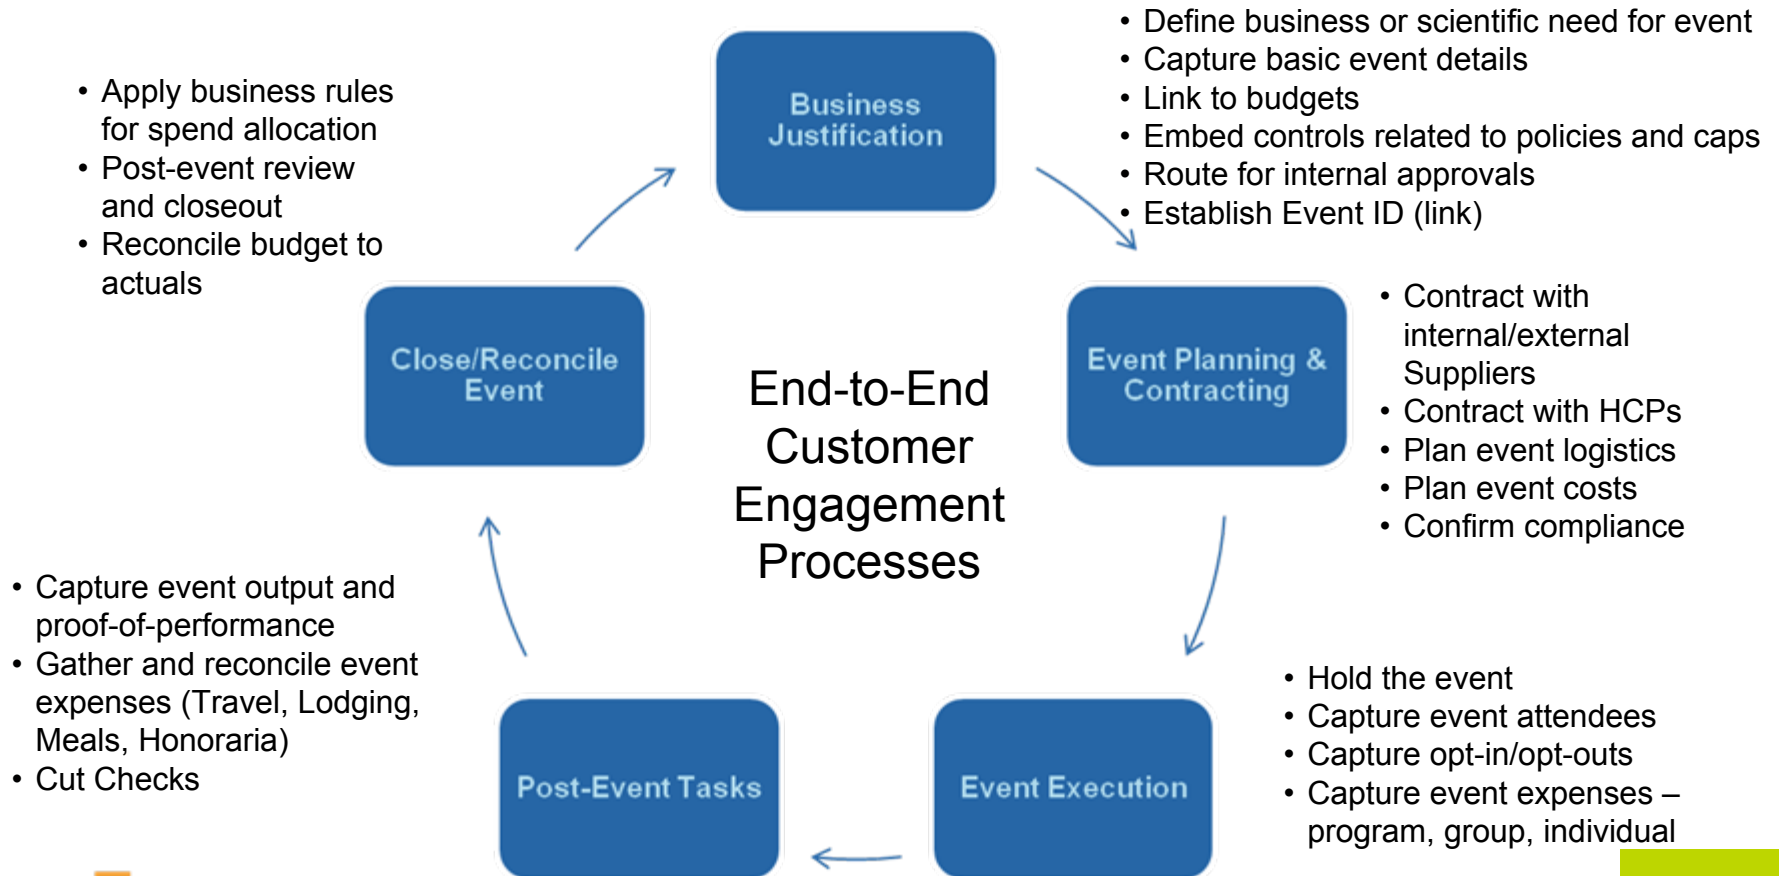 Business
Justification
• Define business or scientific need for event
• Capture basic event details
• Link to budgets
• Embed controls related to policies and caps
• Route for internal approvals
• Establish Event ID (link)
Event Planning &
Contracting
• Contract with
internal/external
Suppliers
• Contract with HCPs
• Plan event logistics
• Plan event costs
• Confirm compliance
Event Execution
• Hold the event
• Capture event attendees
• Capture opt-in/opt-outs
• Capture event expenses –
program, group, individual
Post-Event Tasks
• Capture event output and
proof-of-performance
• Gather and reconcile event
expenses (Travel, Lodging,
Meals, Honoraria)
• Cut Checks
Close/Reconcile
Event
• Apply business rules
for spend allocation
• Post-event review
and closeout
• Reconcile budget to
actuals
End-to-End
Customer
Engagement
Processes